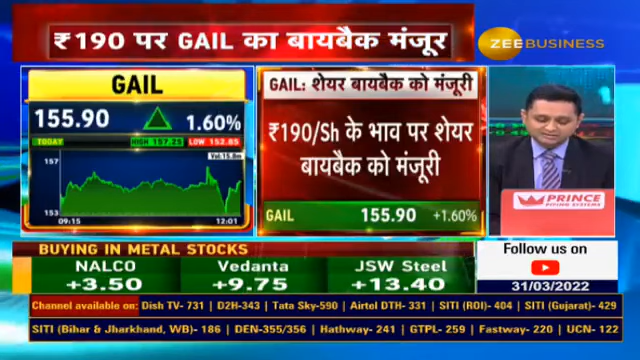 ₹190 पर GAIL का बायबैक मंजूर
ZEE BUSINESS
GAIL
155.90 1.60%
TODAY HIGH 157.25 LOW 152.85
Vol:15.8m
157
153
09:15 12:01
GAIL: शेयर बायबैक को मंजूरी
₹190/Sh के भाव पर शेयर
बायबैक को मंजूरी
GAIL 155.90 +1.60%
PRINCE
PIPING SYSTEMS
BUYING IN METAL STOCKS
NALCO Vedanta JSW Steel
+3.50 +9.75 +13.40
Follow us on
31/03/2022
Channel available on: Dish TV- 731 | D2H-343 | Tata Sky-590 | Airtel DTH- 331 | SITI (ROI)- 404 | SITI (Gujarat)- 429
SITI (Bihar & Jharkhand, WB)- 186 | DEN-355/356 | Hathway- 241 | GTPL- 259 | Fastway- 220 | UCN- 122